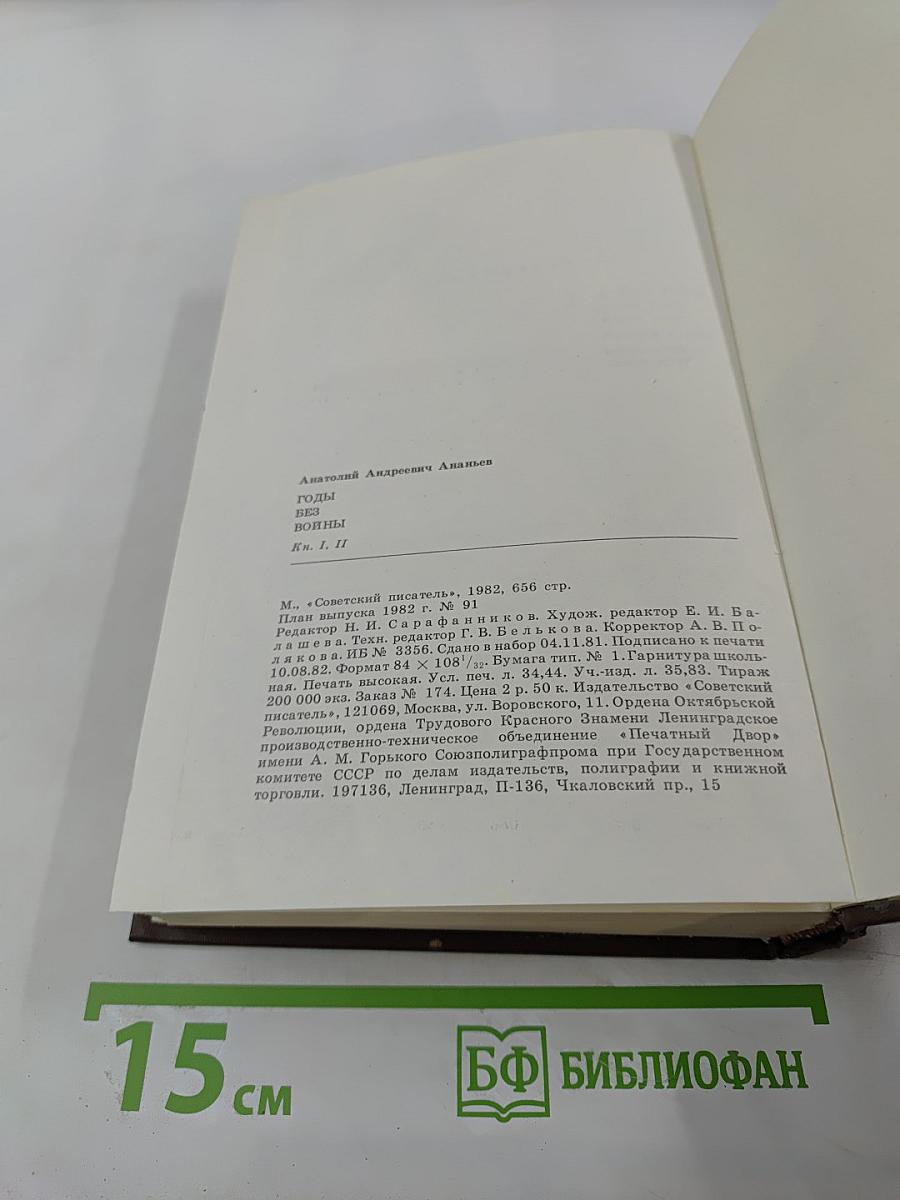 Анатолий Андреевич Ананьев
ГОДЫ
БЕЗ
ВОЙНЫ
Кн. I, II
М., «Советский писатель», 1982, 656 стр.
План выпуска 1982 г. № 91
Редактор Н. И. Сарафанников. Худож. редактор Е. И. Ба-
лашева. Техн. редактор Г. В. Белькова. Корректор А. В. По-
лякова. ИБ № 3356. Сдано в набор 04.11.81. Подписано к печати
10.08.82. Формат 84 × 108¹/₃₂. Бумага тип. № 1. Гарнитура школь-
ная. Печать высокая. Усл. печ. л. 34,44. Уч.-изд. л. 35,83. Тираж
200 000 экз. Заказ № 174. Цена 2 р. 50 к. Издательство «Советский
писатель», 121069, Москва, ул. Воровского, 11. Ордена Октябрьской
Революции, ордена Трудового Красного Знамени Ленинградское
производственно-техническое объединение «Печатный Двор»
имени А. М. Горького Союзполиграфпрома при Государственном
комитете СССР по делам издательств, полиграфии и книжной
торговли. 197136, Ленинград, П-136, Чкаловский пр., 15
15 см
БФ БИБЛИОФАН